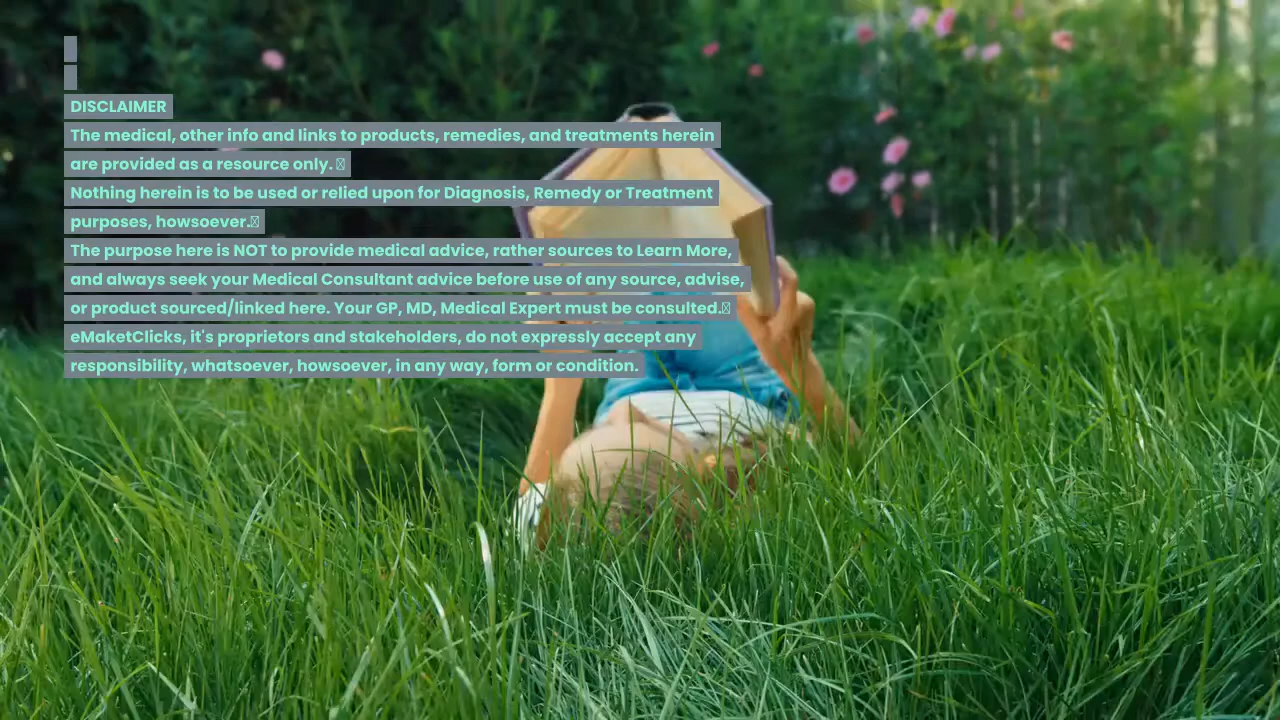 DISCLAIMER
The medical, other info and links to products, remedies, and treatments herein
are provided as a resource only.
Nothing herein is to be used or relied upon for Diagnosis, Remedy or Treatment
purposes, howsoever.
The purpose here is NOT to provide medical advice, rather sources to Learn More,
and always seek your Medical Consultant advice before use of any source, advise,
or product sourced/linked here. Your GP, MD, Medical Expert must be consulted.
eMaketClicks, it's proprietors and stakeholders, do not expressly accept any
responsibility, whatsoever, howsoever, in any way, form or condition.